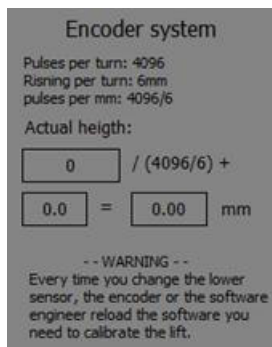 Encoder system
Pulses per turn: 4096
Risning per turn: 6mm
pulses per mm: 4096/6
Actual heigth:
0 / (4096/6) +
0.0 = 0.00 mm
- - WARNING - -
Every time you change the lower
sensor, the encoder or the software
engineer reload the software you
need to calibrate the lift.